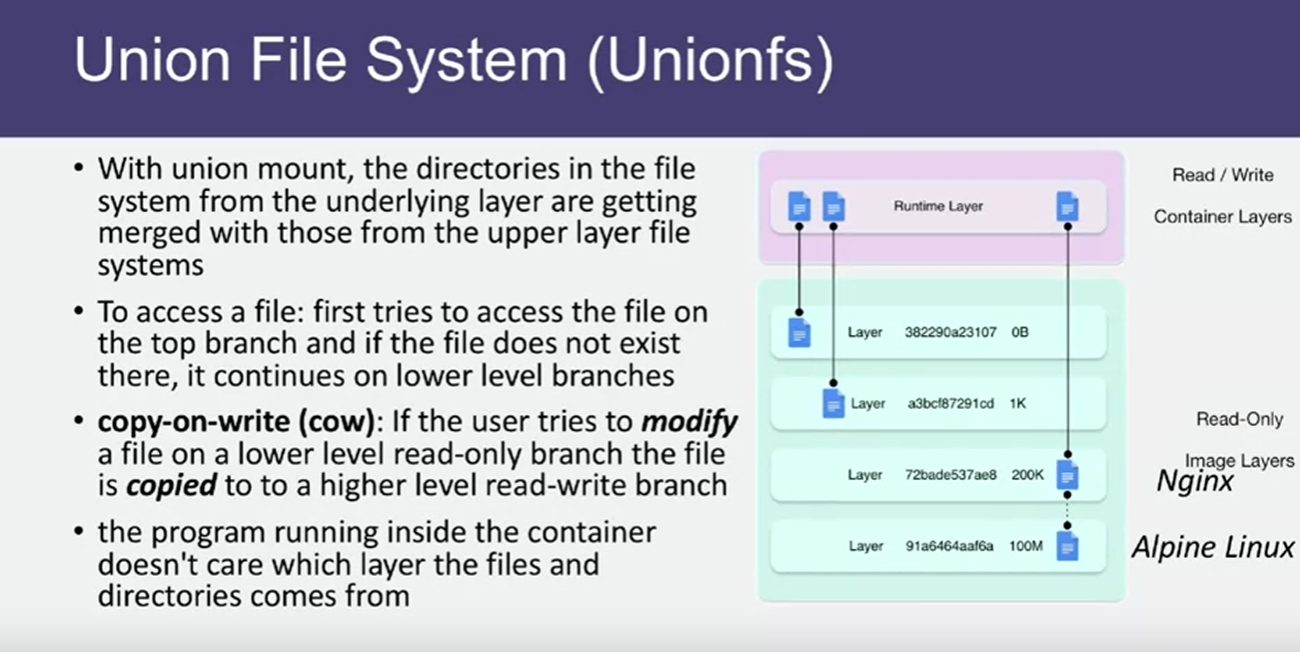 Union File System (Unionfs)
• With union mount, the directories in the file
system from the underlying layer are getting
merged with those from the upper layer file
systems
• To access a file: first tries to access the file on
the top branch and if the file does not exist
there, it continues on lower level branches
• copy-on-write (cow): If the user tries to modify
a file on a lower level read-only branch the file
is copied to to a higher level read-write branch
• the program running inside the container
doesn't care which layer the files and
directories comes from
Runtime Layer
Read / Write
Container Layers
Layer 382290a23107 0B
Layer a3bcf87291cd 1K
Layer 72bade537ae8 200K
Layer 91a6464aaf6a 100M
Read-Only
Image Layers
Nginx
Alpine Linux